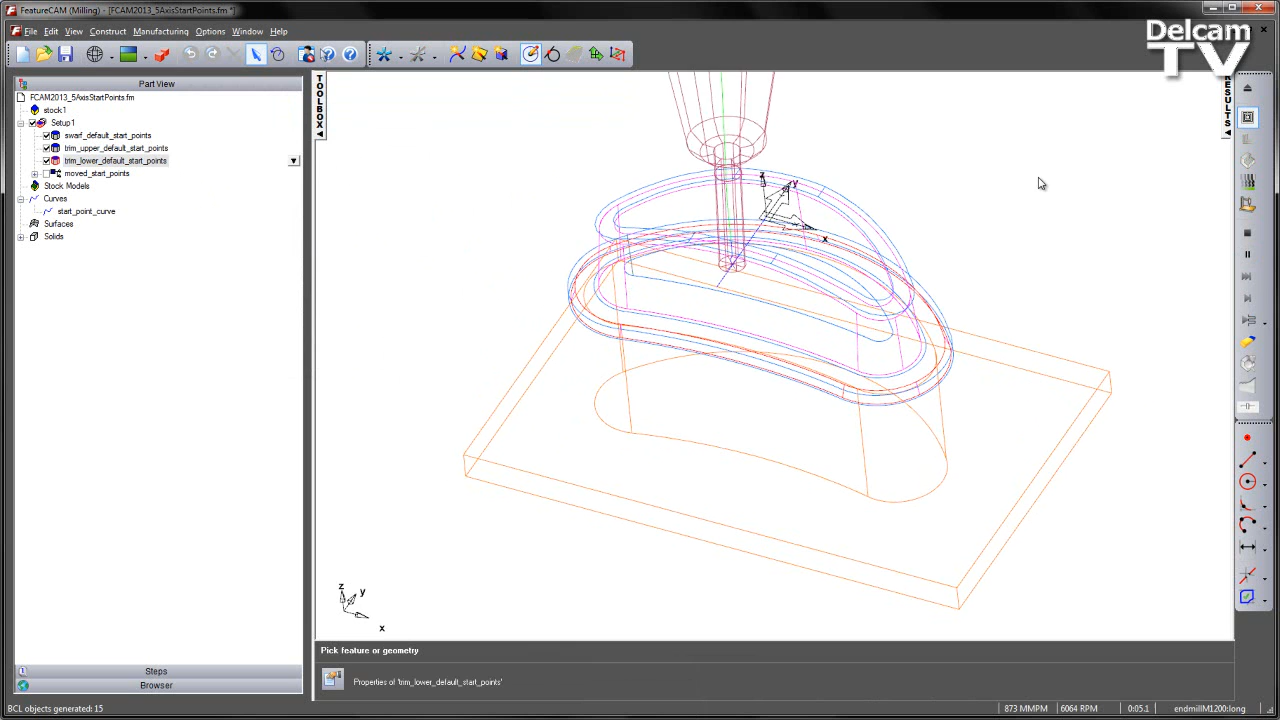 FeatureCAM (Milling) - [FCAM2013_5AxisStartPoints.fm *]
File Edit View Construct Manufacturing Options Window Help
Delcam
TV
Part View
FCAM2013_5AxisStartPoints.fm
stock1
Setup1
swarf_default_start_points
trim_upper_default_start_points
trim_lower_default_start_points
moved_start_points
Stock Models
Curves
start_point_curve
Surfaces
Solids
TOOLBOX
RESULTS
z
y
x
z
y
x
Pick feature or geometry
Properties of 'trim_lower_default_start_points'
Steps
Browser
BCL objects generated: 15
873 MMPM
6064 RPM
0:05.1
endmillM1200:long